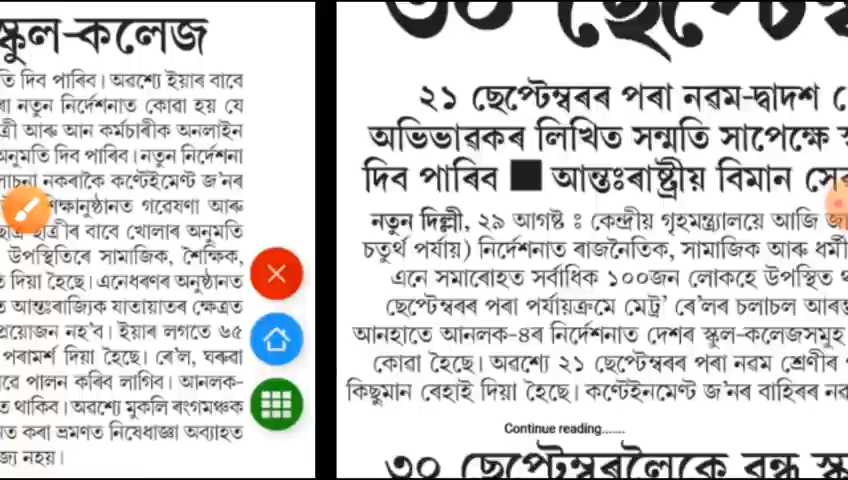 স্কুল-কলেজ
তি দিব পাৰিব। অৱশ্যে ইয়াৰ বাবে
ৰা নতুন নিৰ্দেশনাত কোৱা হয় যে
ত্ৰী আৰু আন কৰ্মচাৰীক অনলাইন
অনুমতি দিব পাৰিব। নতুন নিৰ্দেশনা
লোচনা নকৰাকৈ কণ্টেইমেণ্ট জ'নৰ
শিক্ষানুষ্ঠানত গৱেষণা আৰু
ছাত্ৰ ছাত্ৰীৰ বাবে খোলাৰ অনুমতি
উপস্থিতিৰে সামাজিক, শৈক্ষিক,
ত দিয়া হৈছে। এনেধৰণৰ অনুষ্ঠানত
ত আন্তঃৰাজ্যিক যাতায়াতৰ ক্ষেত্ৰত
প্ৰয়োজন নহ'ব। ইয়াৰ লগতে ৬৫
পৰামৰ্শ দিয়া হৈছে। ৰে'ল, ঘৰুৱা
ৱে পালন কৰিব লাগিব। আনলক-
ত থাকিব। অৱশ্যে মুকলি ৰংগমঞ্চক
নত কৰা ভ্ৰমণত নিষেধাজ্ঞা অব্যাহত
জ্য নহয়।
৩০ ছেপ্টেম্ব
২১ ছেপ্টেম্বৰৰ পৰা নৱম-দ্বাদশ
অভিভাৱকৰ লিখিত সন্মতি সাপেক্ষে
দিব পাৰিব ■ আন্তঃৰাষ্ট্ৰীয় বিমান সে
নতুন দিল্লী, ২৯ আগষ্ট ঃ কেন্দ্ৰীয় গৃহমন্ত্ৰ্যালয়ে আজি জা
চতুৰ্থ পৰ্যায়) নিৰ্দেশনাত ৰাজনৈতিক, সামাজিক আৰু ধৰ্মী
এনে সমাৰোহত সৰ্বাধিক ১০০জন লোকহে উপস্থিত থ
ছেপ্টেম্বৰৰ পৰা পৰ্যায়ক্ৰমে মেট্ৰ' ৰে'লৰ চলাচল আৰম্ভ
আনহাতে আনলক-৪ৰ নিৰ্দেশনাত দেশৰ স্কুল-কলেজসমূহ
কোৱা হৈছে। অৱশ্যে ২১ ছেপ্টেম্বৰৰ পৰা নৱম শ্ৰেণীৰ
কিছুমান ৰেহাই দিয়া হৈছে। কণ্টেইনমেণ্ট জ'নৰ বাহিৰৰ নৱ
Continue reading.......
৩০ ছেপ্টেম্বৰলৈকে বন্ধ স্ক